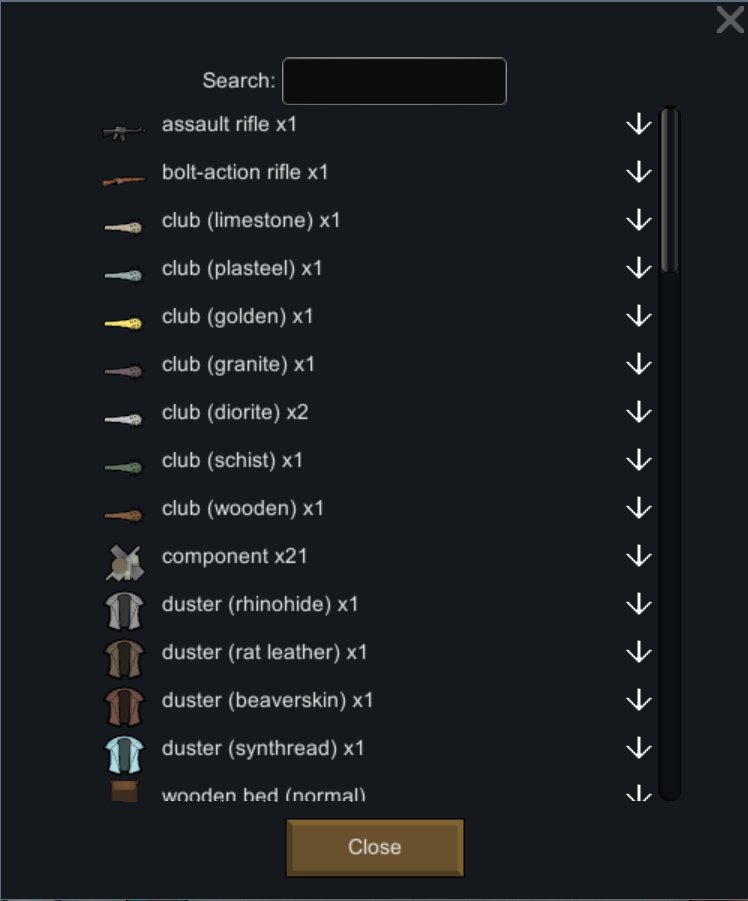 Search:
assault rifle x1
bolt-action rifle x1
club (limestone) x1
club (plasteel) x1
club (golden) x1
club (granite) x1
club (diorite) x2
club (schist) x1
club (wooden) x1
component x21
duster (rhinohide) x1
duster (rat leather) x1
duster (beaverskin) x1
duster (synthread) x1
wooden bed (normal)
Close